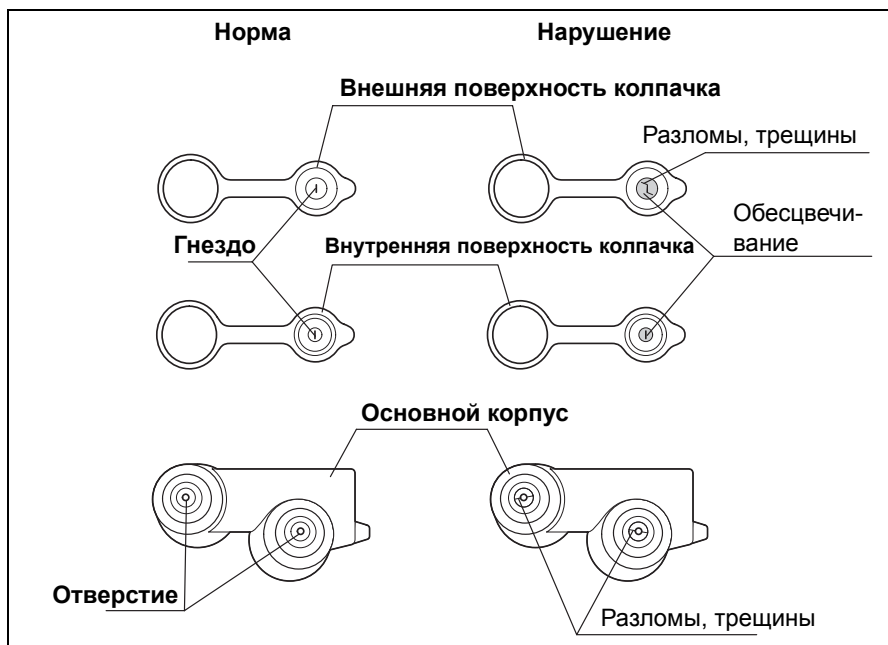 Норма
Нарушение
Внешняя поверхность колпачка
Разломы, трещины
Обесцвечи-
вание
Гнездо
Внутренняя поверхность колпачка
Основной корпус
Отверстие
Разломы, трещины